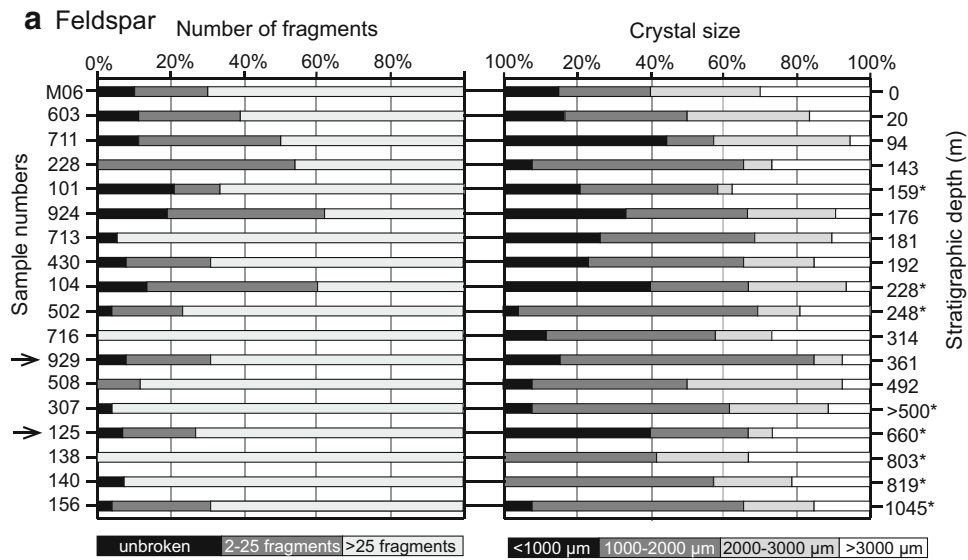 a Feldspar
Number of fragments
Crystal size
0% 20% 40% 60% 80%
100% 20% 40% 60% 80% 100%
Sample numbers
Stratigraphic depth (m)
M06 0
603 20
711 94
228 143
101 159*
924 176
713 181
430 192
104 228*
502 248*
716 314
929 361
508 492
307 >500*
125 660*
138 803*
140 819*
156 1045*
unbroken 2-25 fragments >25 fragments
<1000 µm 1000-2000 µm 2000-3000 µm >3000 µm